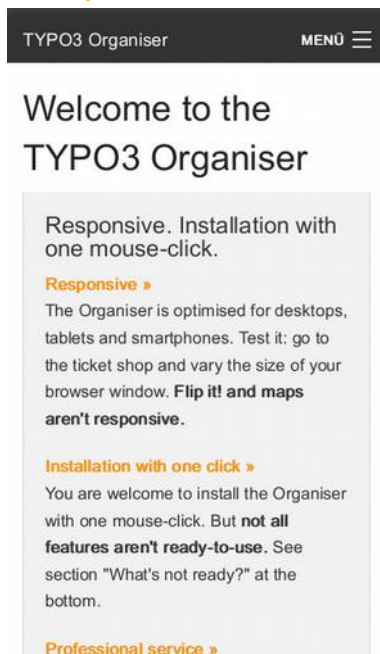 TYPO3 Organiser MENÜ
Welcome to the
TYPO3 Organiser
Responsive. Installation with
one mouse-click.
Responsive »
The Organiser is optimised for desktops,
tablets and smartphones. Test it: go to
the ticket shop and vary the size of your
browser window. Flip it! and maps
aren't responsive.
Installation with one click »
You are welcome to install the Organiser
with one mouse-click. But not all
features aren't ready-to-use. See
section "What's not ready?" at the
bottom.
Professional service »